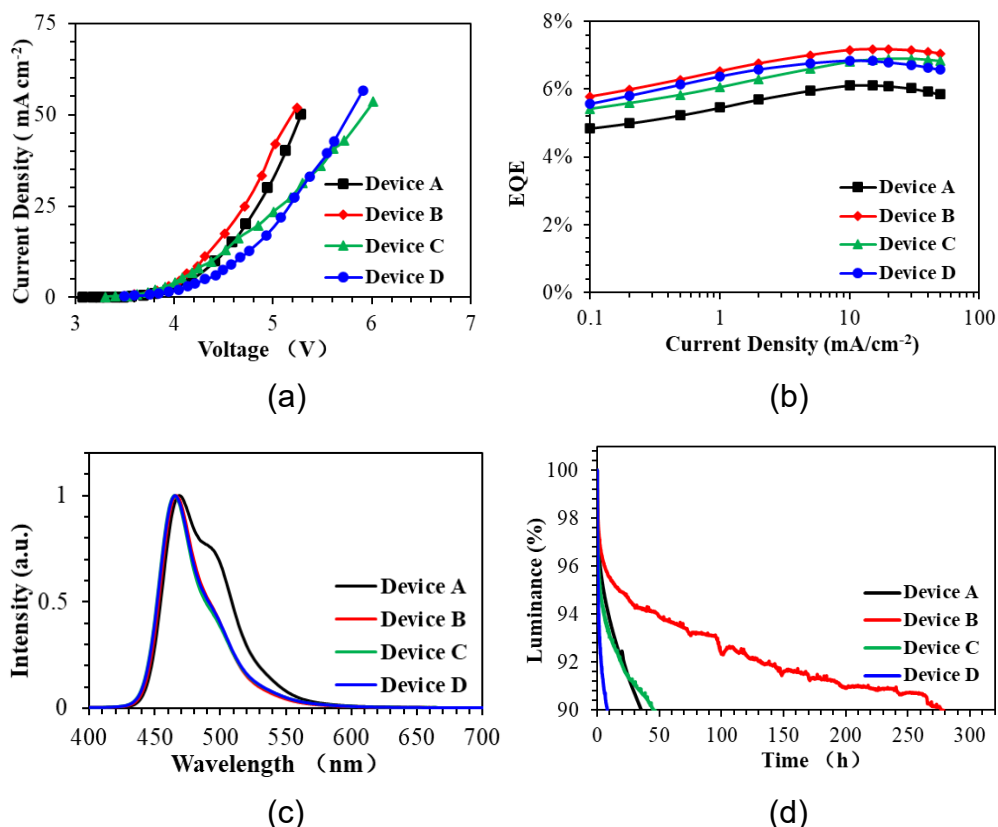 75
50
25
0
3 4 5 6 7
Current Density ( mA cm-2)
Voltage （V）
Device A
Device B
Device C
Device D
(a)
8%
6%
4%
2%
0%
0.1 1 10 100
EQE
Current Density (mA/cm-2)
Device A
Device B
Device C
Device D
(b)
1
0.5
0
400 450 500 550 600 650 700
Intensity (a.u.)
Wavelength （nm）
Device A
Device B
Device C
Device D
(c)
100
98
96
94
92
90
0 50 100 150 200 250 300
Luminance (%)
Time （h）
Device A
Device B
Device C
Device D
(d)